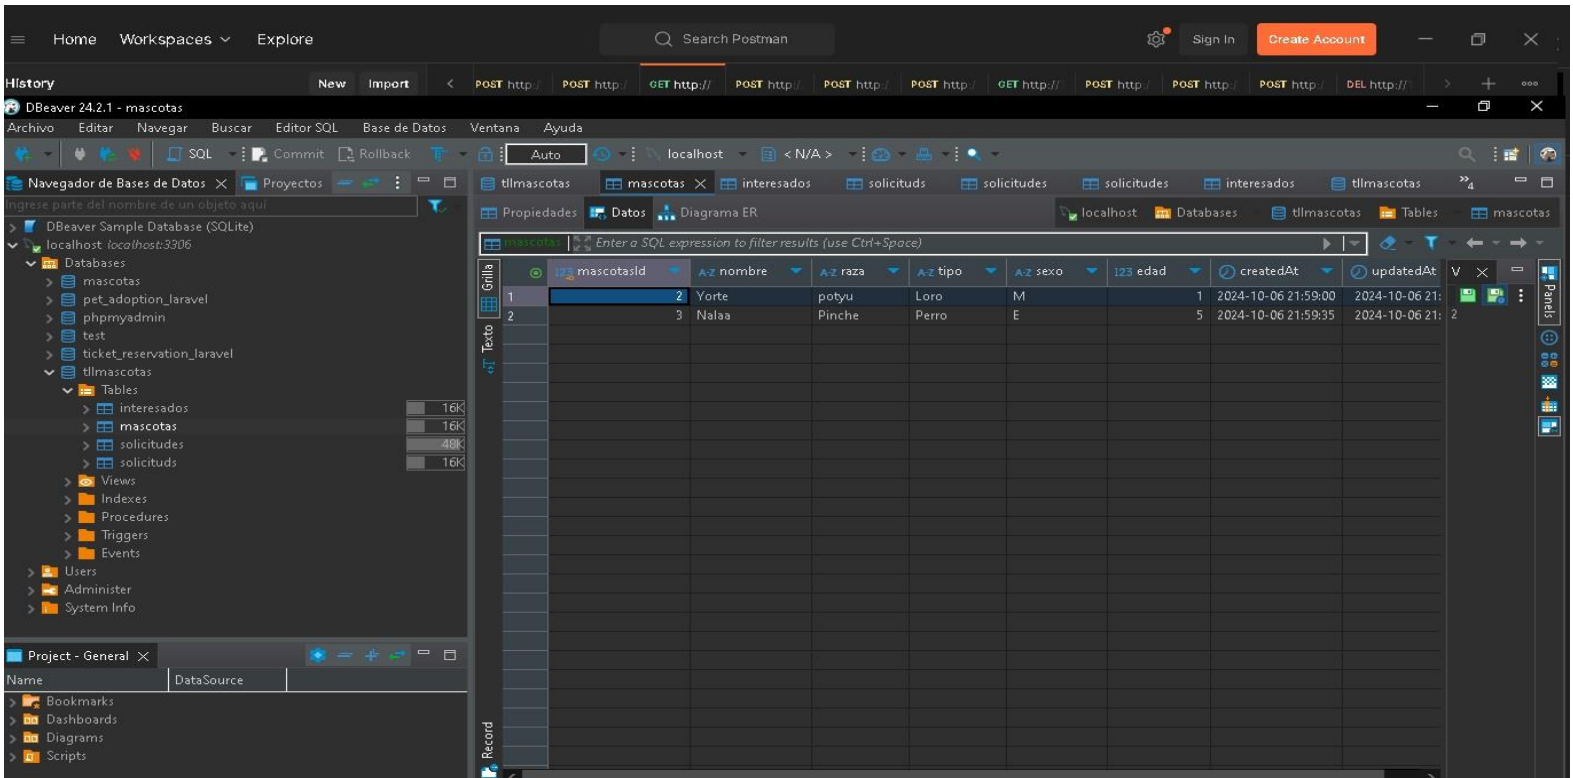 Home Workspaces Explore Search Postman Sign In Create Account
History New Import POST http:/ POST http:/ GET http:// POST http:/ POST http:/ POST http:/ GET http:// POST http:/ POST http:/ POST http:/ DEL http://
DBeaver 24.2.1 - mascotas
Archivo Editar Navegar Buscar Editor SQL Base de Datos Ventana Ayuda
SQL Commit Rollback Auto localhost < N/A >
Navegador de Bases de Datos Proyectos tllmascotas mascotas interesados solicituds solicitudes solicitudes interesados tllmascotas 4
Ingrese parte del nombre de un objeto aquí Propiedades Datos Diagrama ER localhost Databases tllmascotas Tables mascotas
mascotas Enter a SQL expression to filter results (use Ctrl+Space)
DBeaver Sample Database (SQLite)
localhost localhost:3306
Databases
mascotas
pet_adoption_laravel
phpmyadmin
test
ticket_reservation_laravel
tllmascotas
Tables
interesados 16K
mascotas 16K
solicitudes 48K
solicituds 16K
Views
Indexes
Procedures
Triggers
Events
Users
Administer
System Info
Grilla
Texto
Record
123 mascotasId A-Z nombre A-Z raza A-Z tipo A-Z sexo 123 edad createdAt updatedAt V
1 2 Yorte potyu Loro M 1 2024-10-06 21:59:00 2024-10-06 21:
2 3 Nalaa Pinche Perro E 5 2024-10-06 21:59:35 2024-10-06 21: 2
Panels
Project - General
Name DataSource
Bookmarks
Dashboards
Diagrams
Scripts